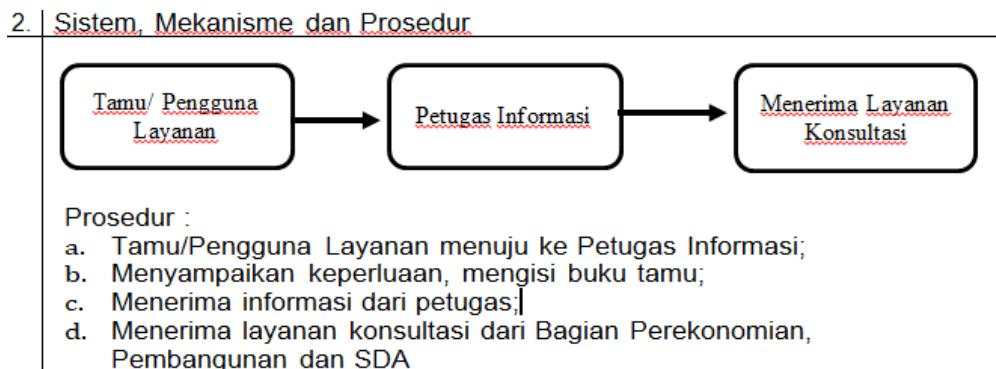 2. Sistem, Mekanisme dan Prosedur
Tamu/ Pengguna
Layanan
Petugas Informasi
Menerima Layanan
Konsultasi
Prosedur :
a. Tamu/Pengguna Layanan menuju ke Petugas Informasi;
b. Menyampaikan keperluaan, mengisi buku tamu;
c. Menerima informasi dari petugas;
d. Menerima layanan konsultasi dari Bagian Perekonomian,
Pembangunan dan SDA